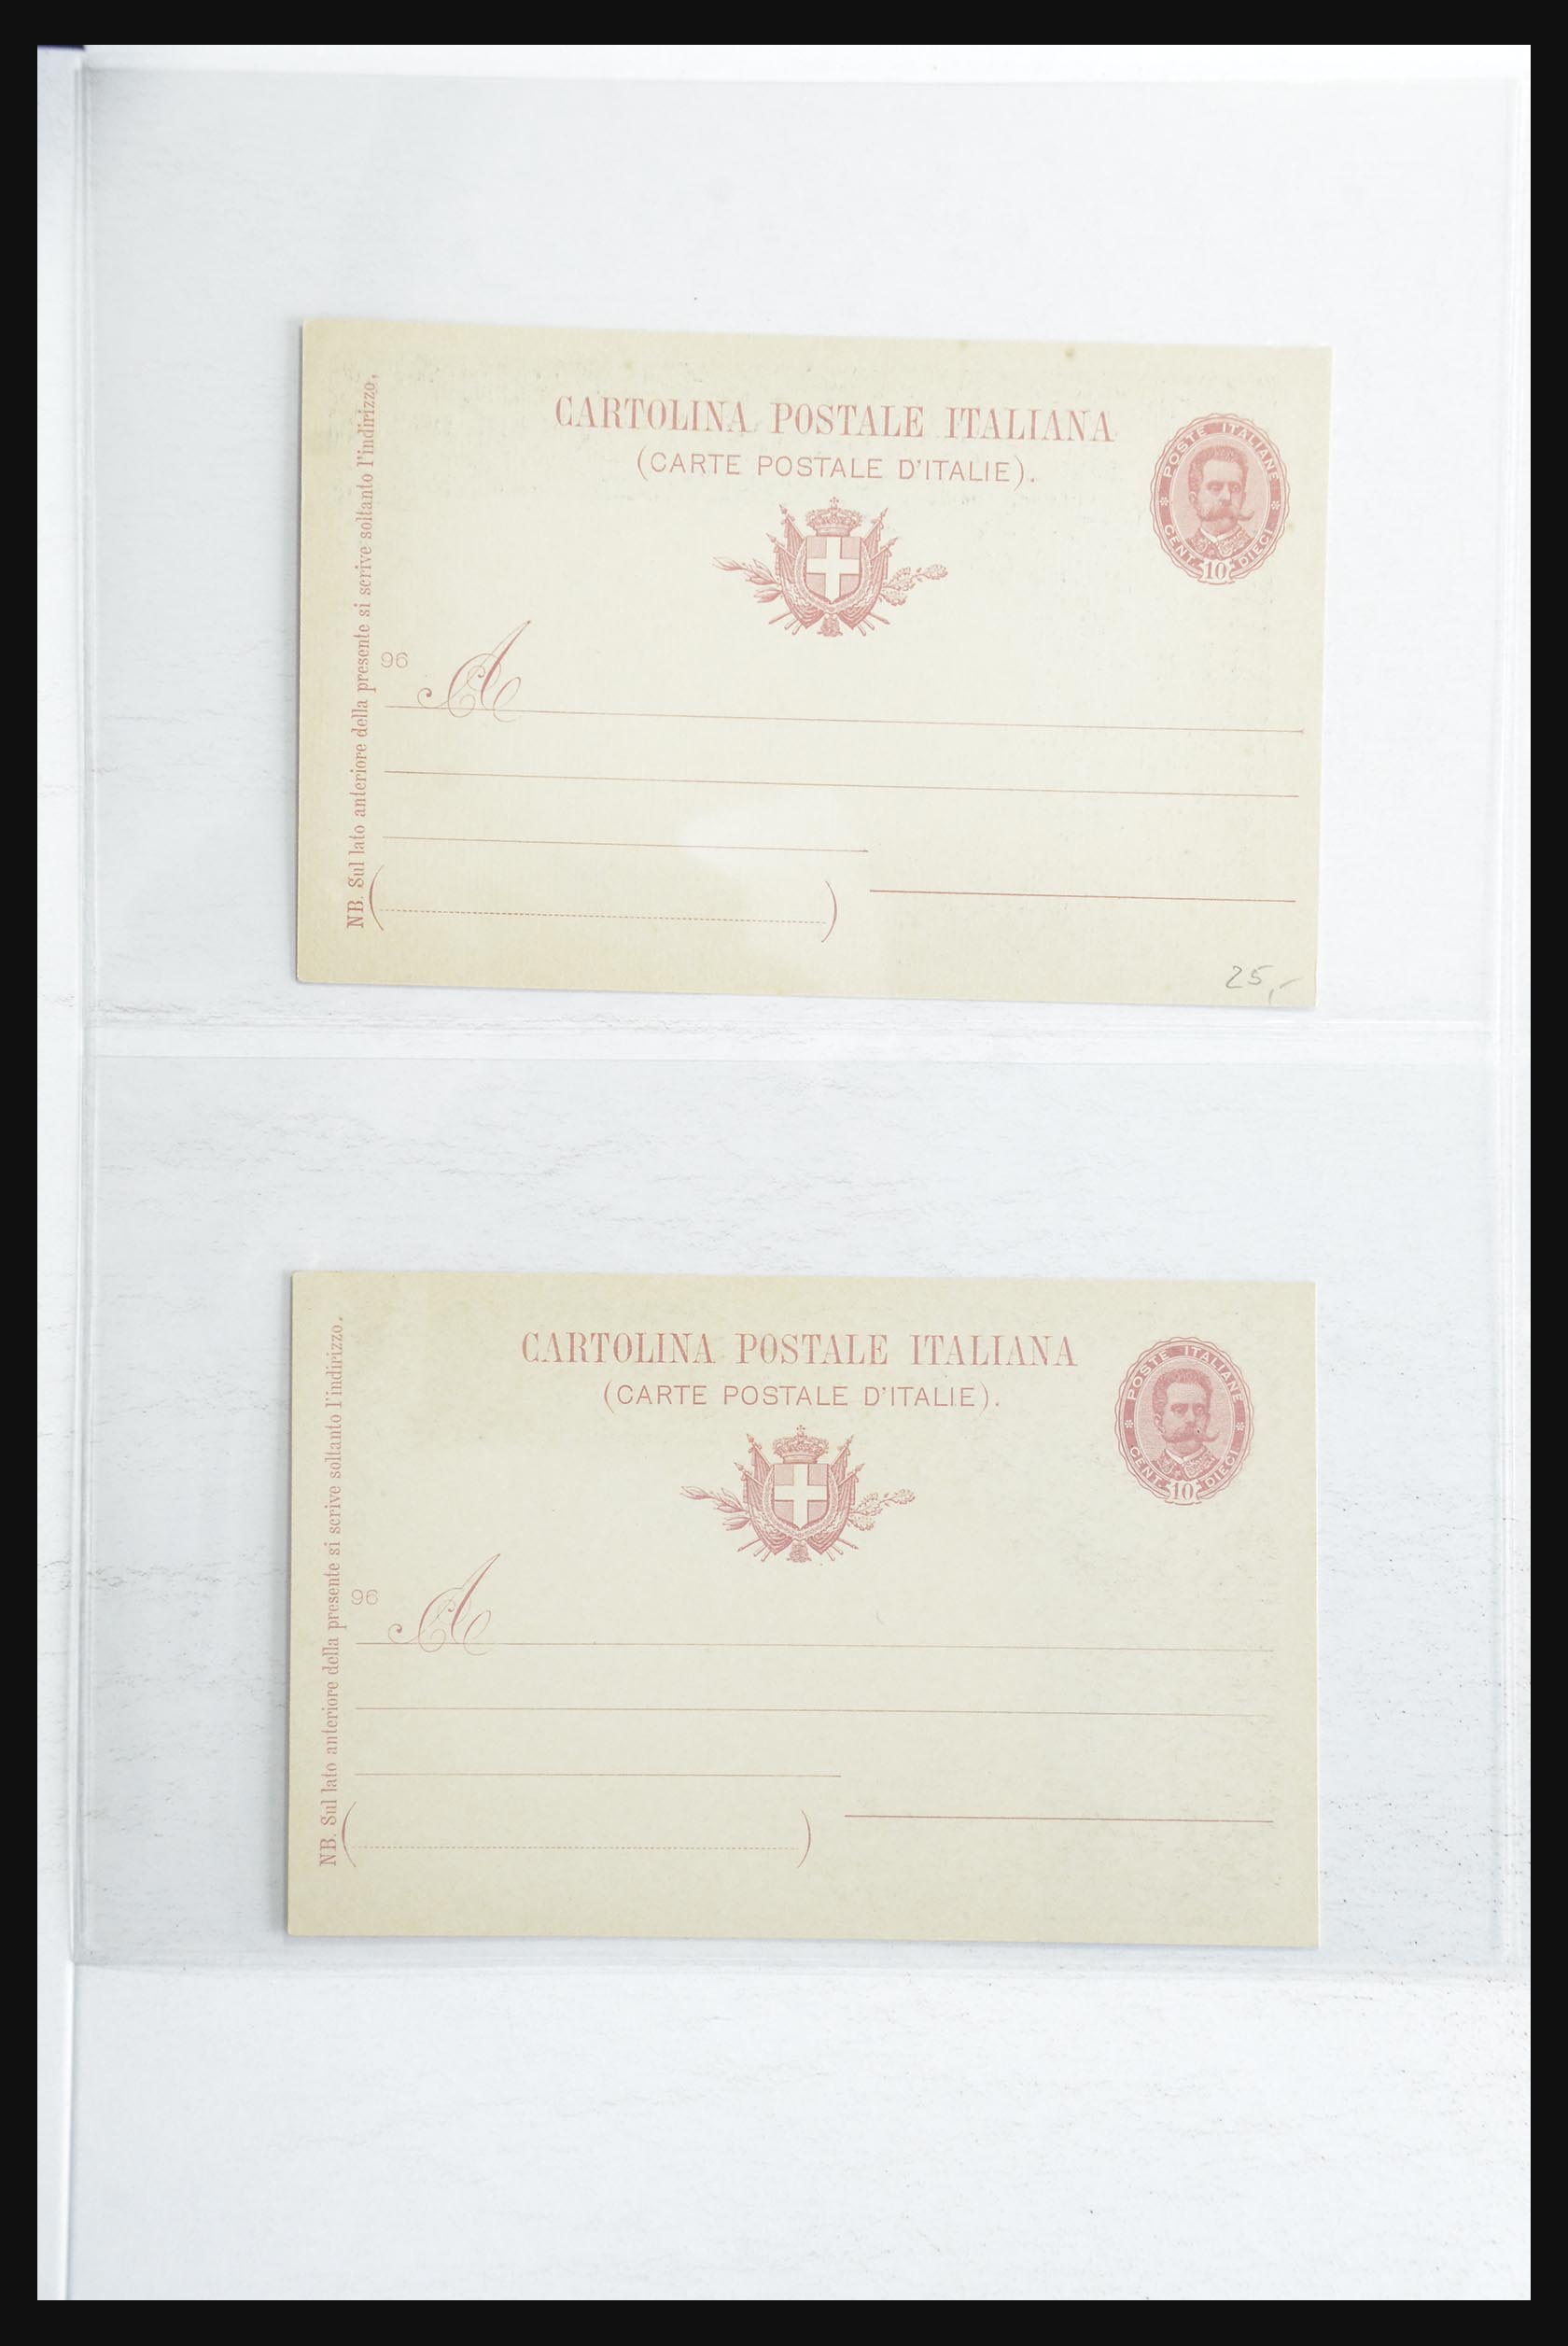 CARTOLINA POSTALE ITALIANA
(CARTE POSTALE D'ITALIE).
POSTE ITALIANE
CENT. 10 DIECI
NB. Sul lato anteriore della presente si scrive soltanto l'indirizzo.
96
A
25,-
CARTOLINA POSTALE ITALIANA
(CARTE POSTALE D'ITALIE).
POSTE ITALIANE
CENT. 10 DIECI
NB. Sul lato anteriore della presente si scrive soltanto l'indirizzo.
96
A